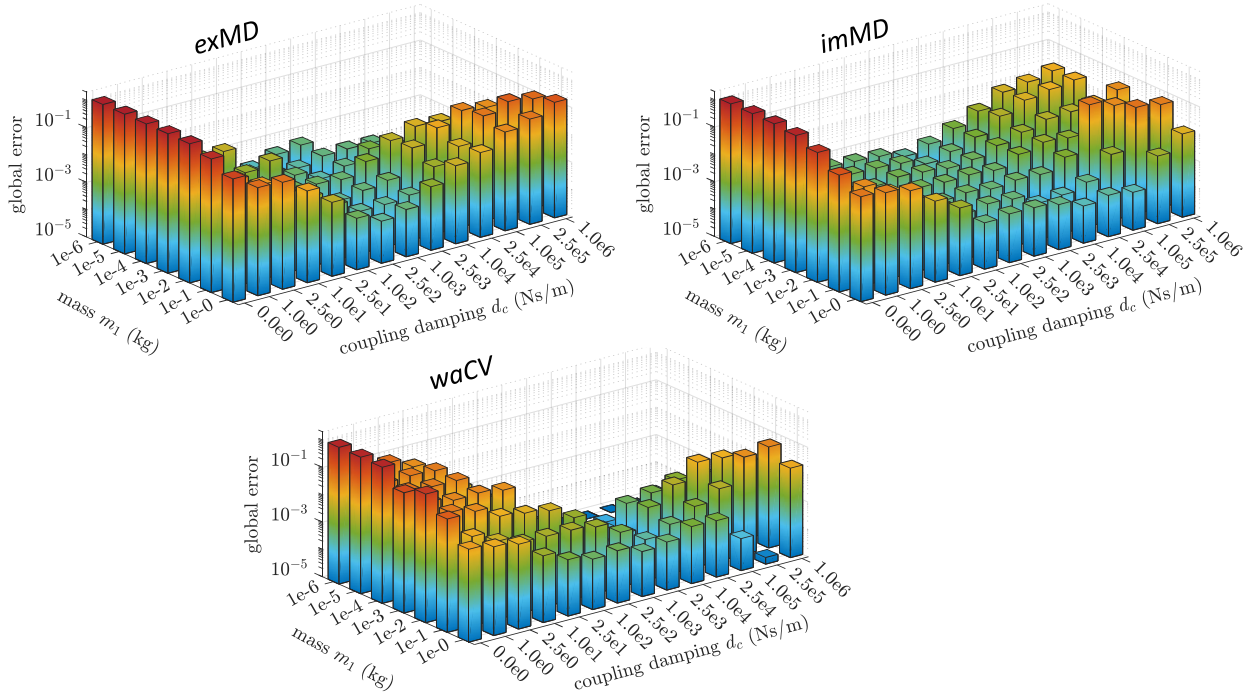 exMD
global error
10⁻¹
10⁻³
10⁻⁵
1e-6
1e-5
1e-4
1e-3
1e-2
1e-1
1e-0
mass m₁ (kg)
0.0e0
1.0e0
2.5e0
1.0e1
2.5e1
1.0e2
2.5e2
1.0e3
2.5e3
1.0e4
2.5e4
1.0e5
2.5e5
1.0e6
coupling damping d_c (Ns/m)
imMD
global error
10⁻¹
10⁻³
10⁻⁵
1e-6
1e-5
1e-4
1e-3
1e-2
1e-1
1e-0
mass m₁ (kg)
0.0e0
1.0e0
2.5e0
1.0e1
2.5e1
1.0e2
2.5e2
1.0e3
2.5e3
1.0e4
2.5e4
1.0e5
2.5e5
1.0e6
coupling damping d_c (Ns/m)
waCV
global error
10⁻¹
10⁻³
10⁻⁵
1e-6
1e-5
1e-4
1e-3
1e-2
1e-1
1e-0
mass m₁ (kg)
0.0e0
1.0e0
2.5e0
1.0e1
2.5e1
1.0e2
2.5e2
1.0e3
2.5e3
1.0e4
2.5e4
1.0e5
2.5e5
1.0e6
coupling damping d_c (Ns/m)